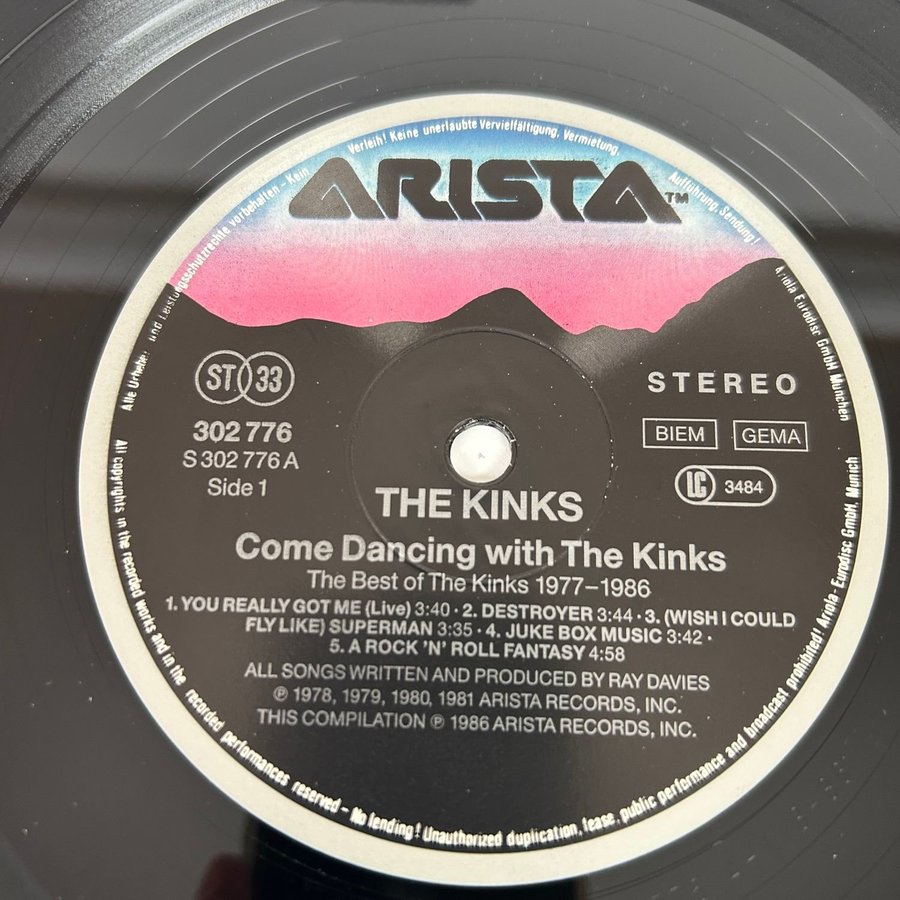 Alle Urheber- und Leistungsschutzrechte vorbehalten - Kein Verleih! Keine unerlaubte Vervielfältigung, Vermietung, Aufführung, Sendung!
ARISTA™
Ariola Eurodisc GmbH München
ST 33
STEREO
302 776
BIEM GEMA
S 302 776 A
LC 3484
Side 1
THE KINKS
Come Dancing with The Kinks
The Best of The Kinks 1977–1986
1. YOU REALLY GOT ME (Live) 3:40 · 2. DESTROYER 3:44 · 3. (WISH I COULD
FLY LIKE) SUPERMAN 3:35 · 4. JUKE BOX MUSIC 3:42 ·
5. A ROCK 'N' ROLL FANTASY 4:58
ALL SONGS WRITTEN AND PRODUCED BY RAY DAVIES
℗ 1978, 1979, 1980, 1981 ARISTA RECORDS, INC.
THIS COMPILATION ℗ 1986 ARISTA RECORDS, INC.
All copyrights in the recorded works and in the recorded performances reserved - No lending! Unauthorized duplication, lease, public performance and broadcast prohibited! Ariola - Eurodisc GmbH, Munich